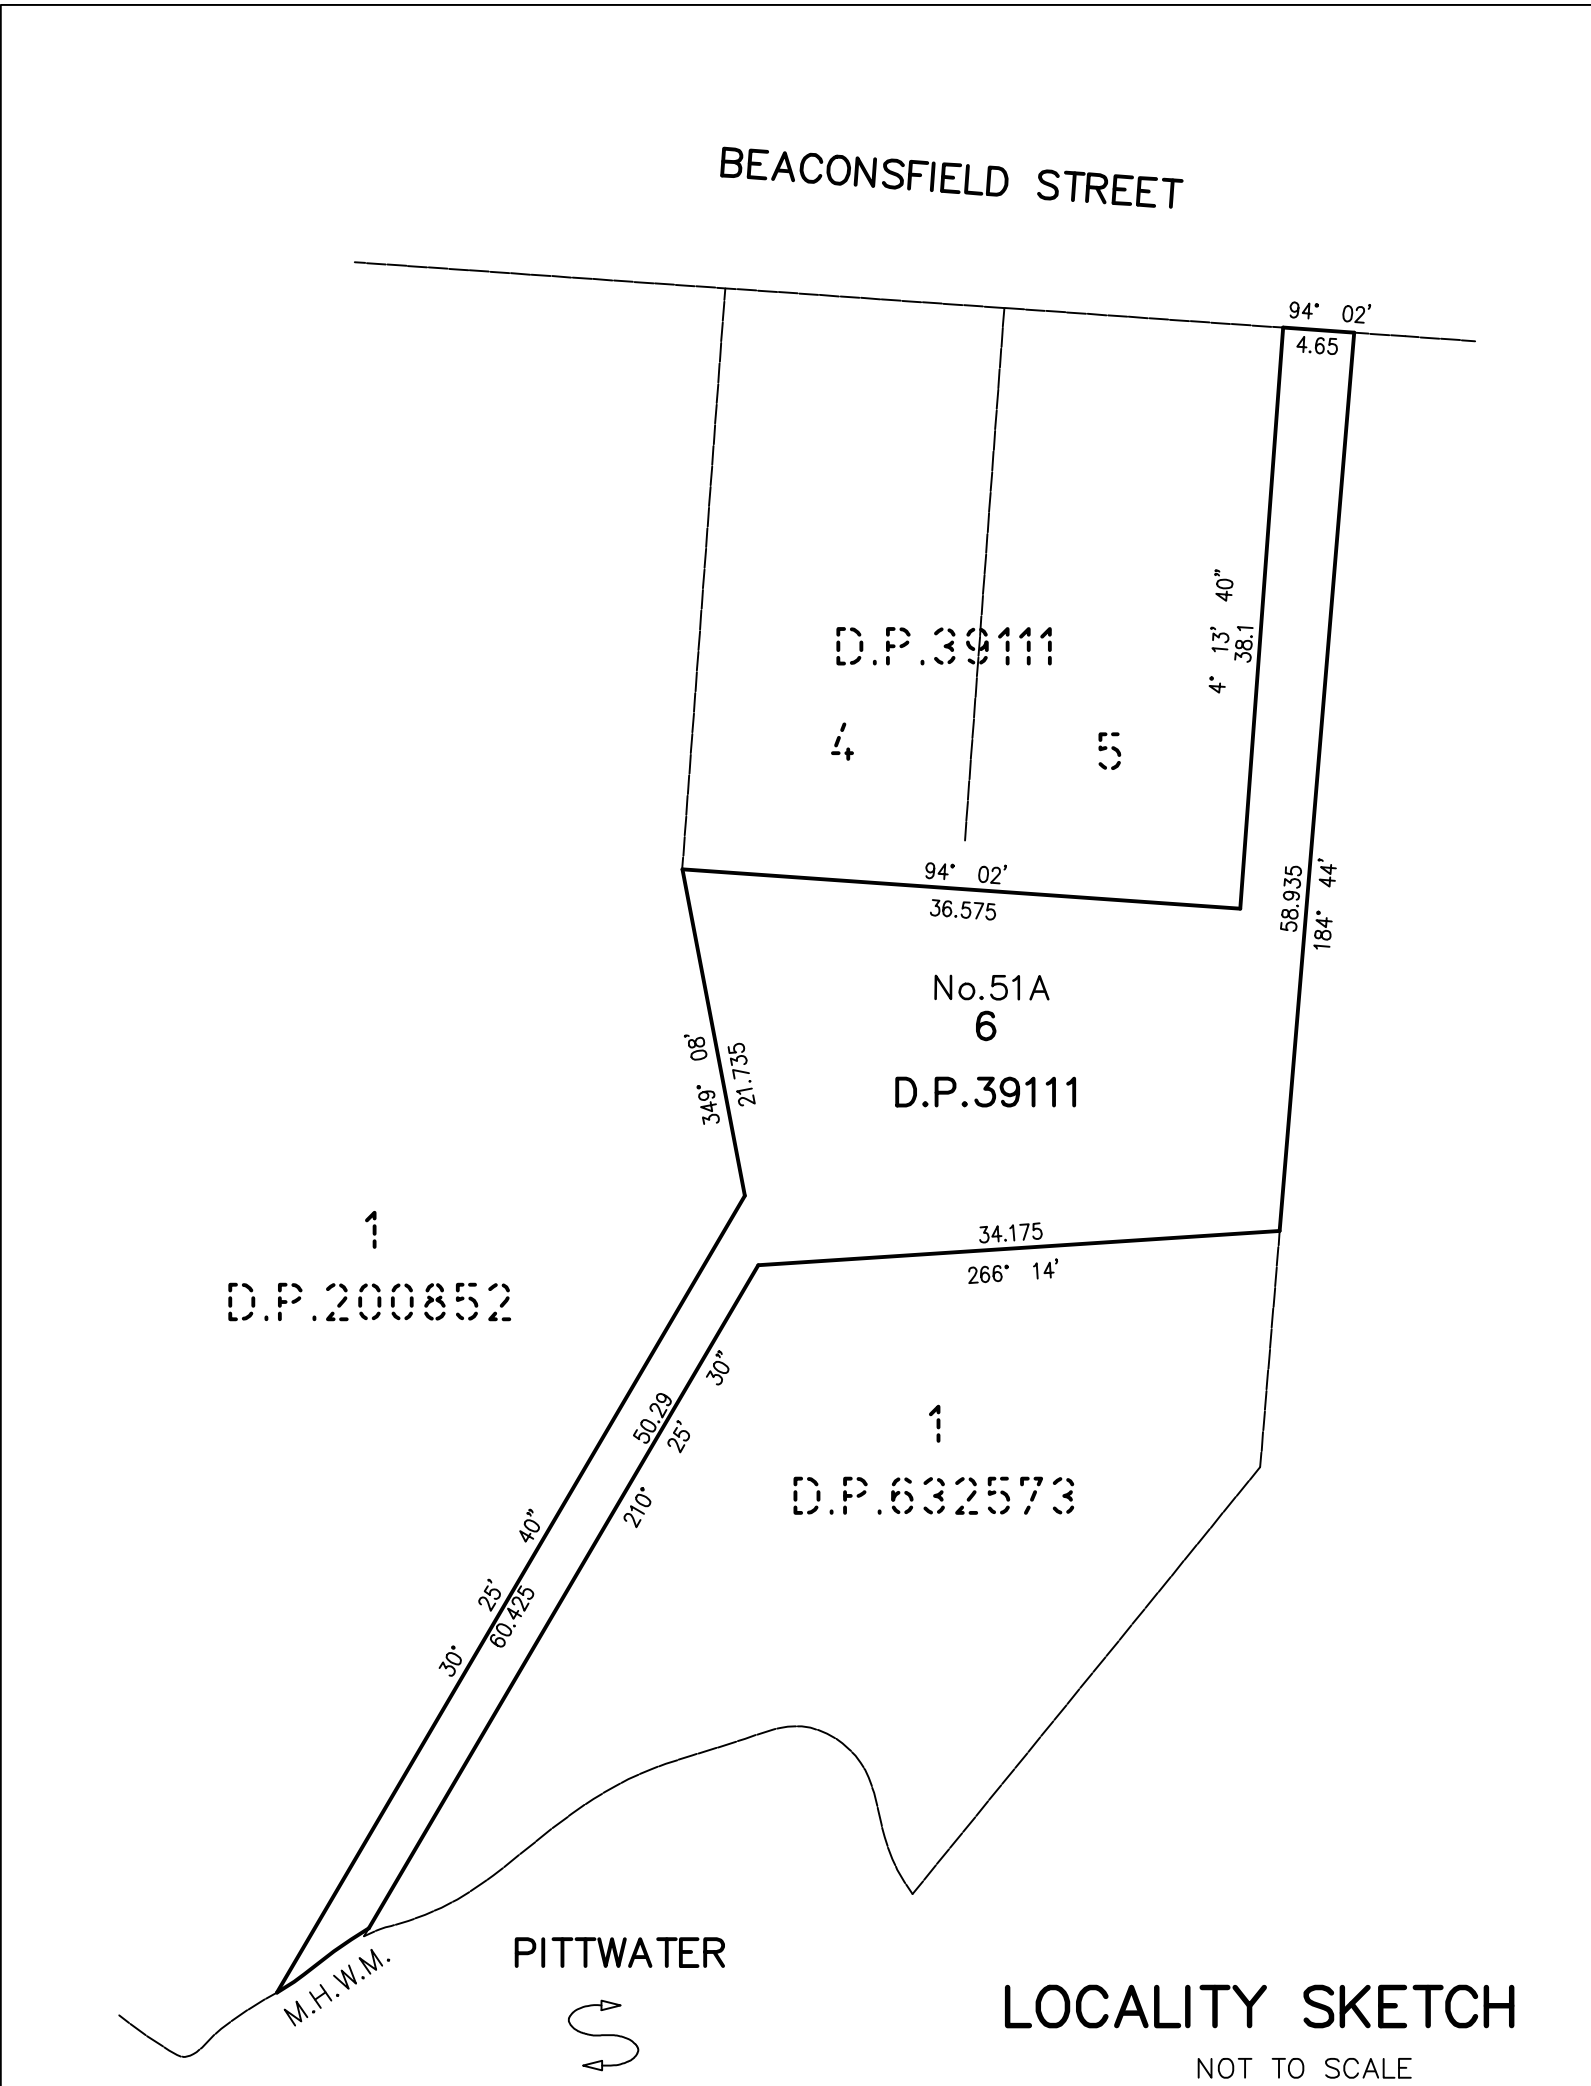 BEACONSFIELD STREET
94° 02'
4.65
4° 13' 40"
38.1
D.P.39111
4
5
94° 02'
36.575
58.935
184° 44'
No.51A
6
D.P.39111
349° 08'
21.735
34.175
266° 14'
1
D.P.200852
50.29
210° 25' 30"
1
D.P.632573
30° 25' 40"
60.425
M.H.W.M.
PITTWATER
LOCALITY SKETCH
NOT TO SCALE